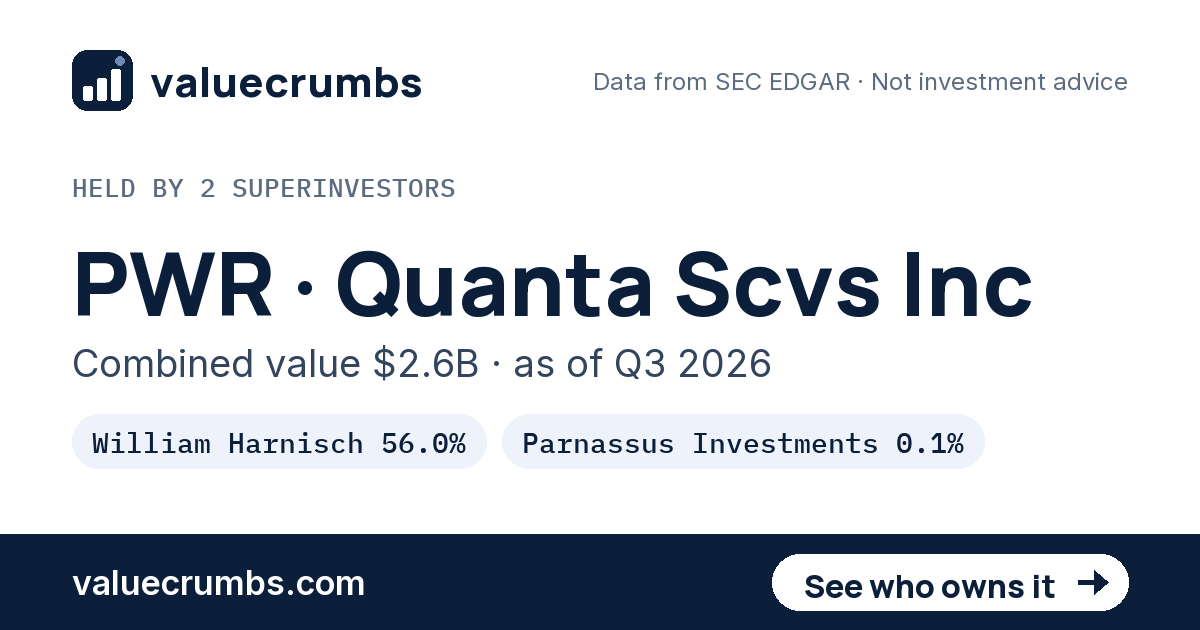 valuecrumbs
Data from SEC EDGAR · Not investment advice
HELD BY 2 SUPERINVESTORS
PWR · Quanta Scvs Inc
Combined value $2.6B · as of Q3 2026
William Harnisch 56.0%
Parnassus Investments 0.1%
valuecrumbs.com
See who owns it →